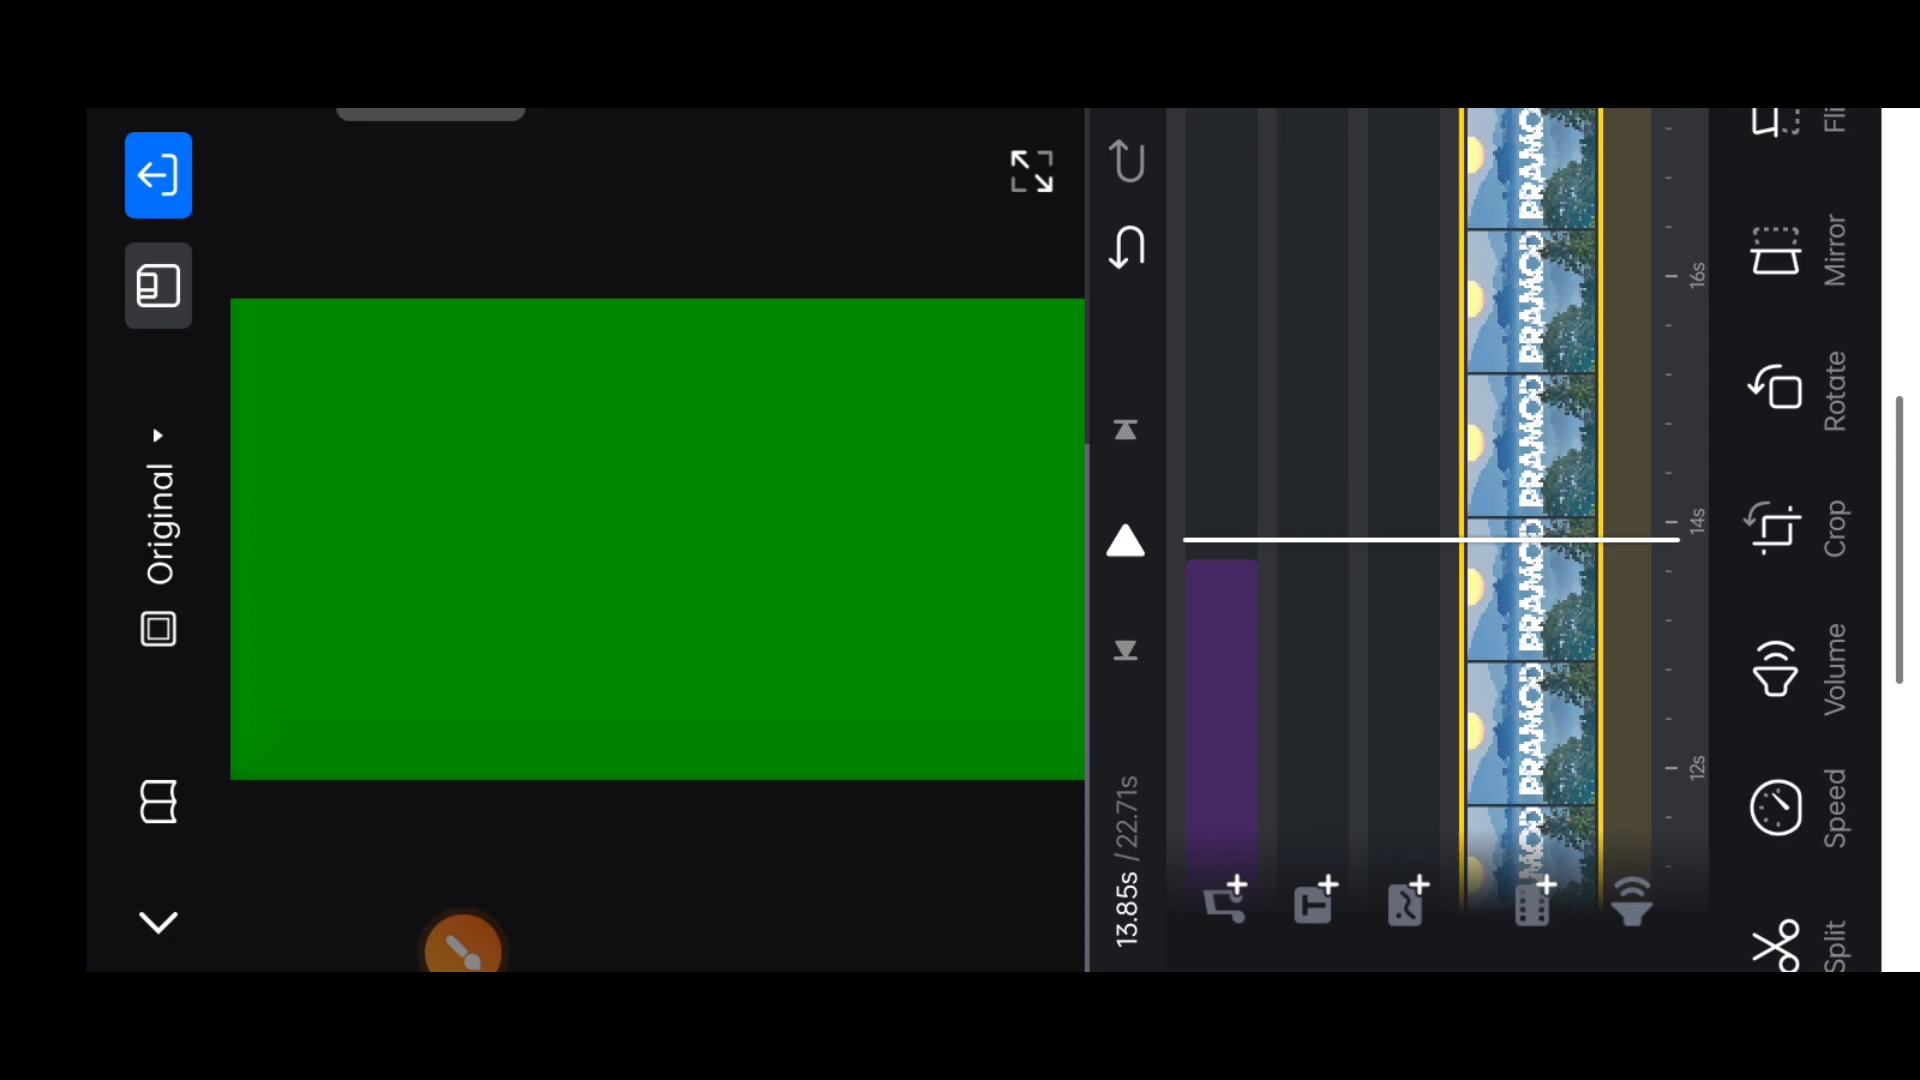 Original
13.85s / 22.71s
PRAMOD
PRAMOD
PRAMOD
PRAMOD
PRAMOD
MOD
12s
14s
16s
Split
Speed
Volume
Crop
Rotate
Mirror
Fli